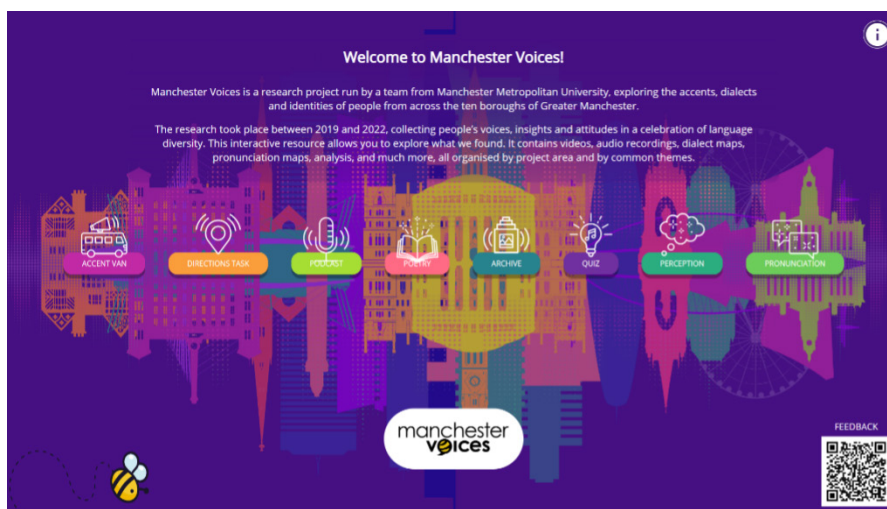 i
Welcome to Manchester Voices!
Manchester Voices is a research project run by a team from Manchester Metropolitan University, exploring the accents, dialects
and identities of people from across the ten boroughs of Greater Manchester.
The research took place between 2019 and 2022, collecting people's voices, insights and attitudes in a celebration of language
diversity. This interactive resource allows you to explore what we found. It contains videos, audio recordings, dialect maps,
pronunciation maps, analysis, and much more, all organised by project area and by common themes.
ACCENT VAN
DIRECTIONS TASK
PODCAST
POETRY
ARCHIVE
QUIZ
PERCEPTION
PRONUNCIATION
manchester
voices
FEEDBACK